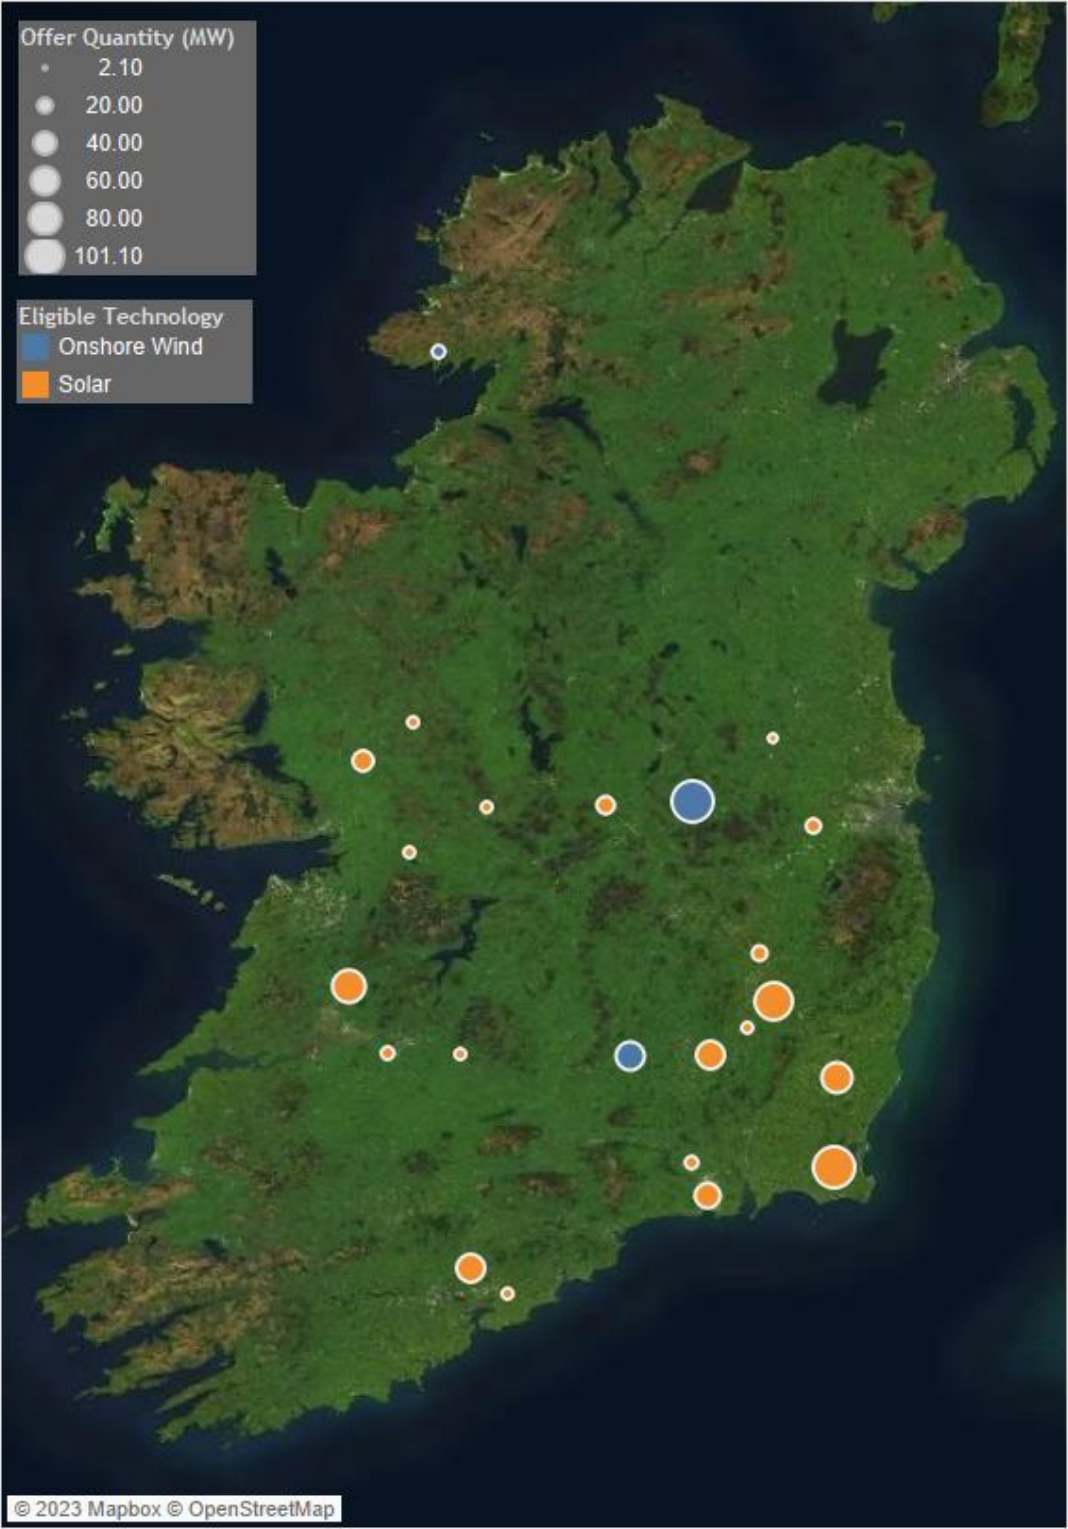 Offer Quantity (MW)
2.10
20.00
40.00
60.00
80.00
101.10
Eligible Technology
Onshore Wind
Solar
© 2023 Mapbox © OpenStreetMap